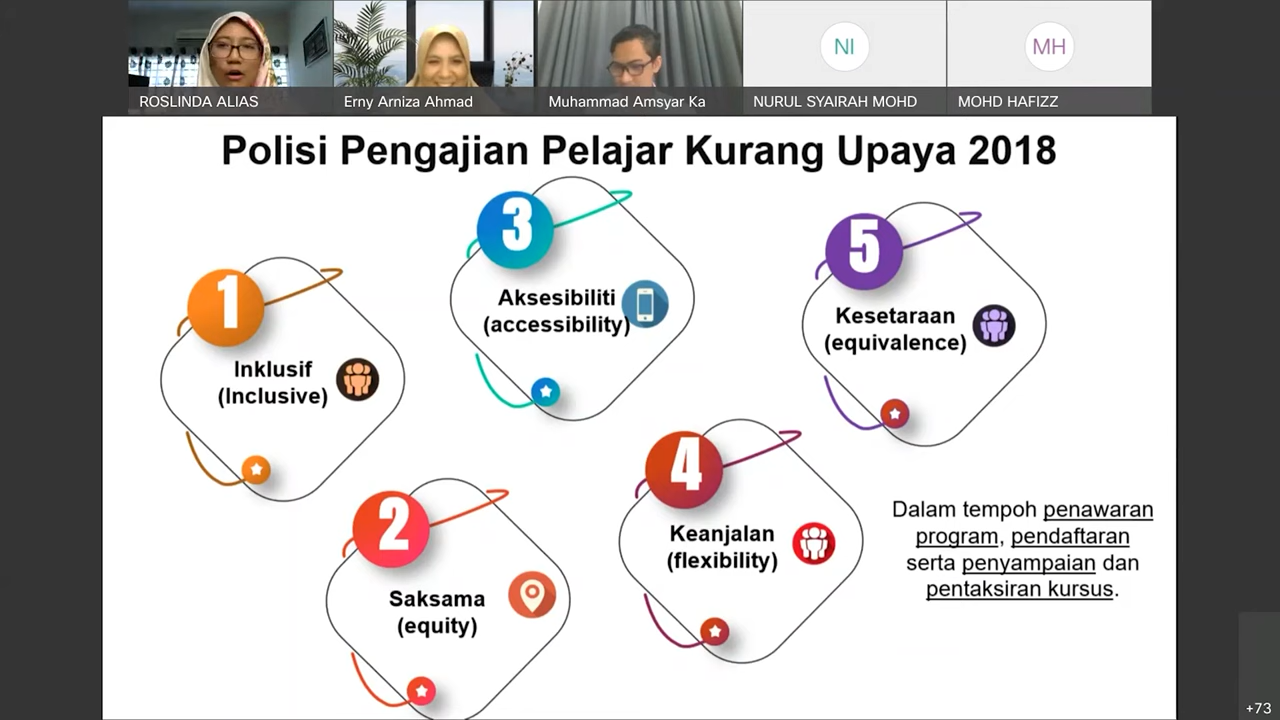 ROSLINDA ALIAS
Erny Arniza Ahmad
Muhammad Amsyar Ka
NI
NURUL SYAIRAH MOHD
MH
MOHD HAFIZZ
Polisi Pengajian Pelajar Kurang Upaya 2018
1
Inklusif
(Inclusive)
2
Saksama
(equity)
3
Aksesibiliti
(accessibility)
4
Keanjalan
(flexibility)
5
Kesetaraan
(equivalence)
Dalam tempoh penawaran
program, pendaftaran
serta penyampaian dan
pentaksiran kursus.
+73